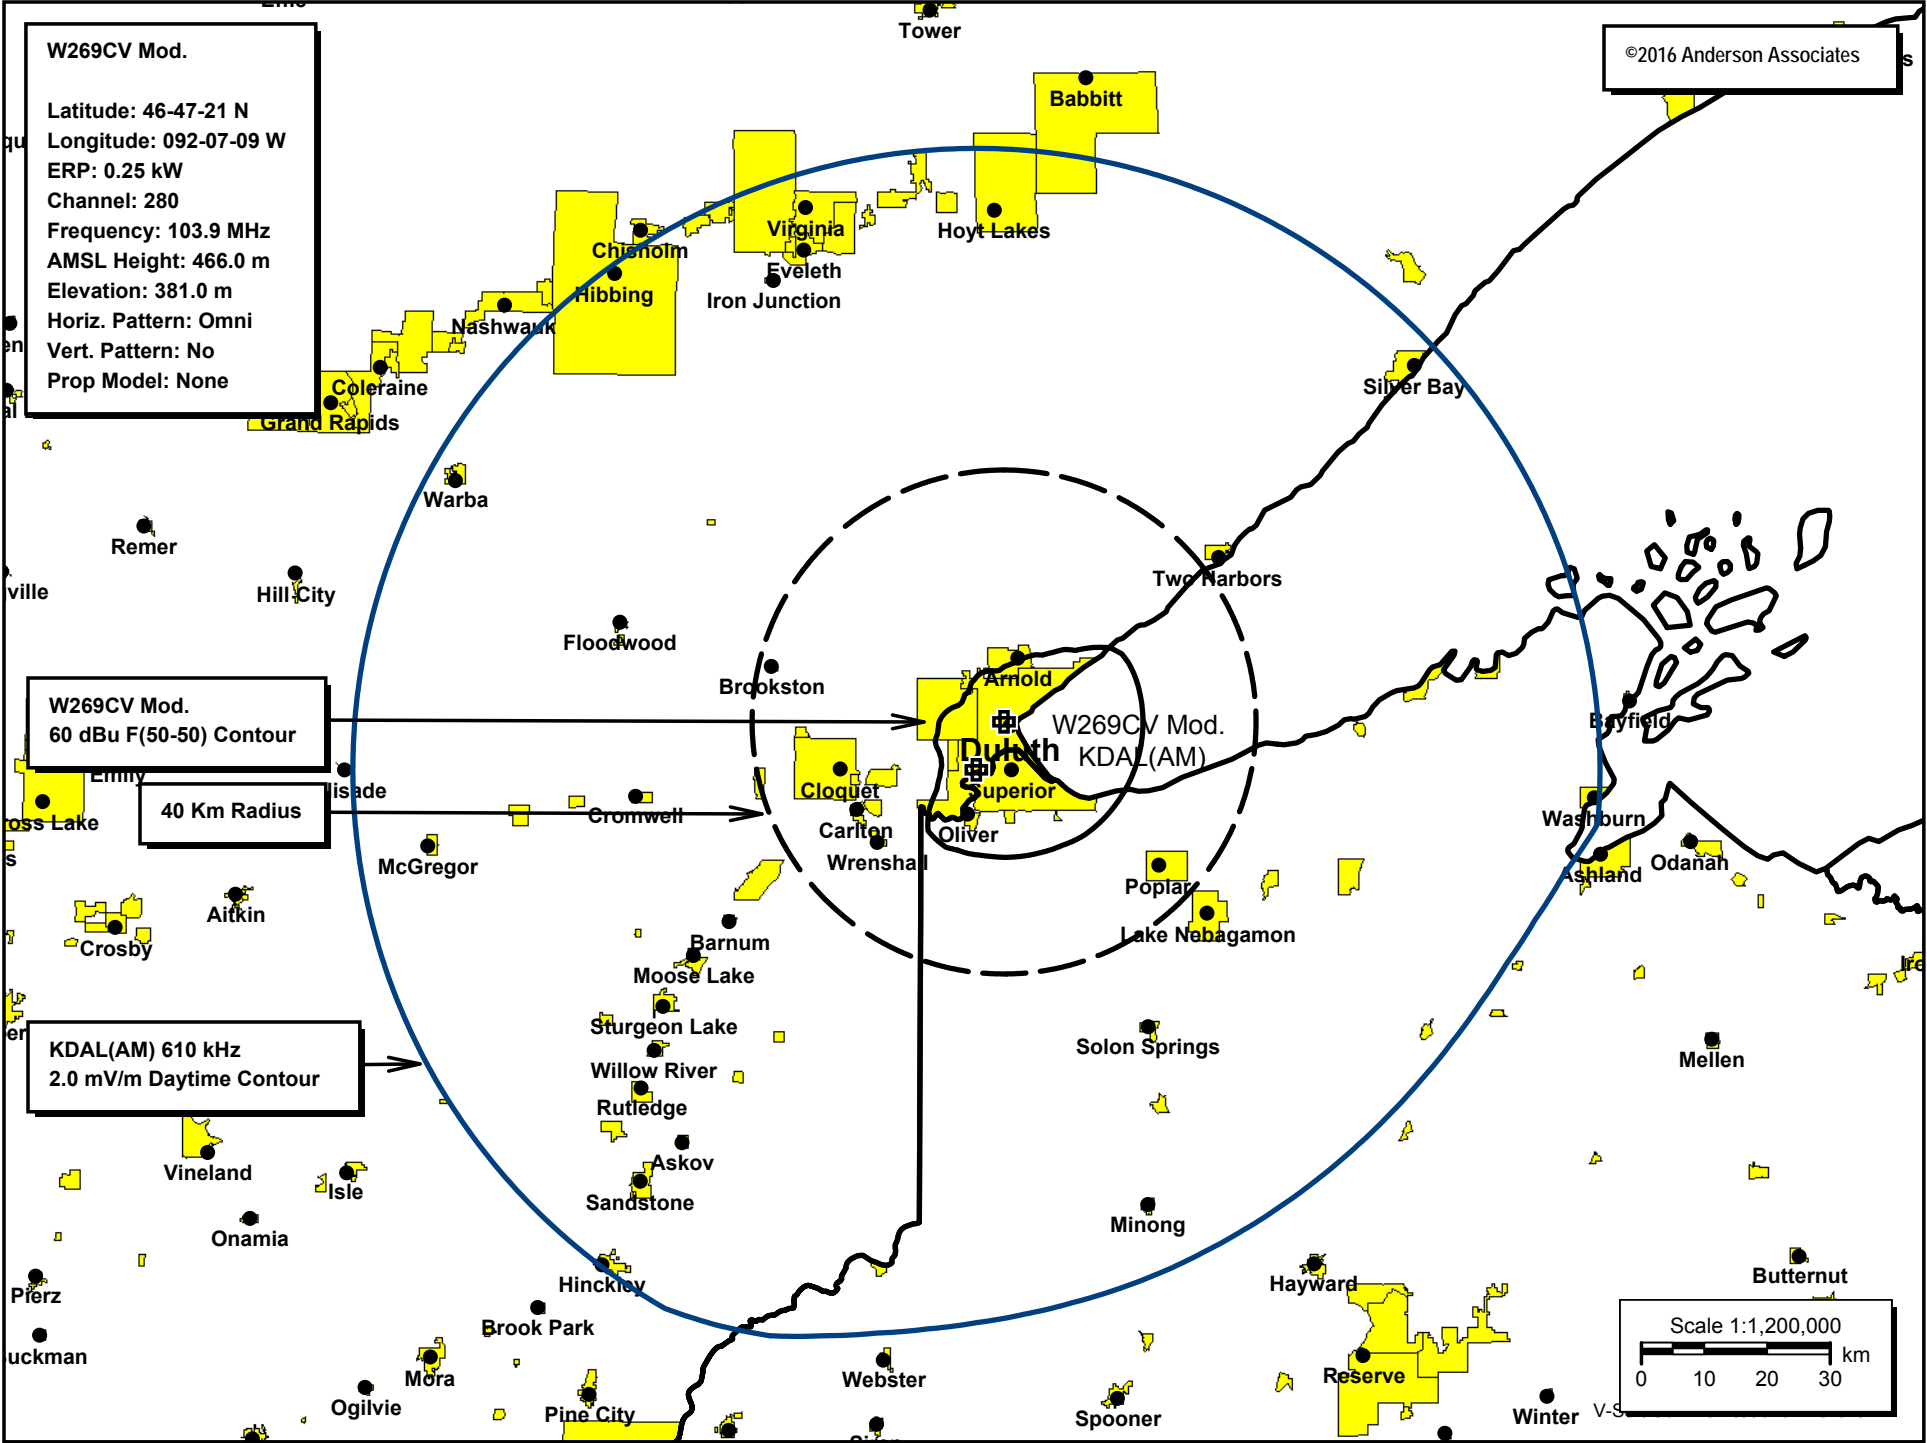 Tower
W269CV Mod.
Latitude: 46-47-21 N
Longitude: 092-07-09 W
ERP: 0.25 kW
Channel: 280
Frequency: 103.9 MHz
AMSL Height: 466.0 m
Elevation: 381.0 m
Horiz. Pattern: Omni
Vert. Pattern: No
Prop Model: None
©2016 Anderson Associates
Babbitt
Virginia
Hoyt Lakes
Chisholm
Eveleth
Hibbing
Iron Junction
Nashwauk
Coleraine
Silver Bay
Grand Rapids
Warba
Remer
Two Harbors
Hill City
ville
Floodwood
Arnold
Brookston
W269CV Mod.
60 dBu F(50-50) Contour
W269CV Mod.
KDAL(AM)
Bayfield
Duluth
Emily
lisade
Cloquet
Superior
40 Km Radius
Cromwell
oss Lake
Washburn
Carlton
Oliver
Wrenshall
McGregor
Odanah
Ashland
Poplar
Aitkin
Lake Nebagamon
Crosby
Barnum
Moose Lake
Sturgeon Lake
Solon Springs
Mellen
KDAL(AM) 610 kHz
2.0 mV/m Daytime Contour
Willow River
Rutledge
Askov
Vineland
Isle
Sandstone
Minong
Onamia
Hinckley
Hayward
Butternut
Pierz
Brook Park
Scale 1:1,200,000
km
0 10 20 30
uckman
Mora
Webster
Reserve
Ogilvie
Pine City
Spooner
Winter